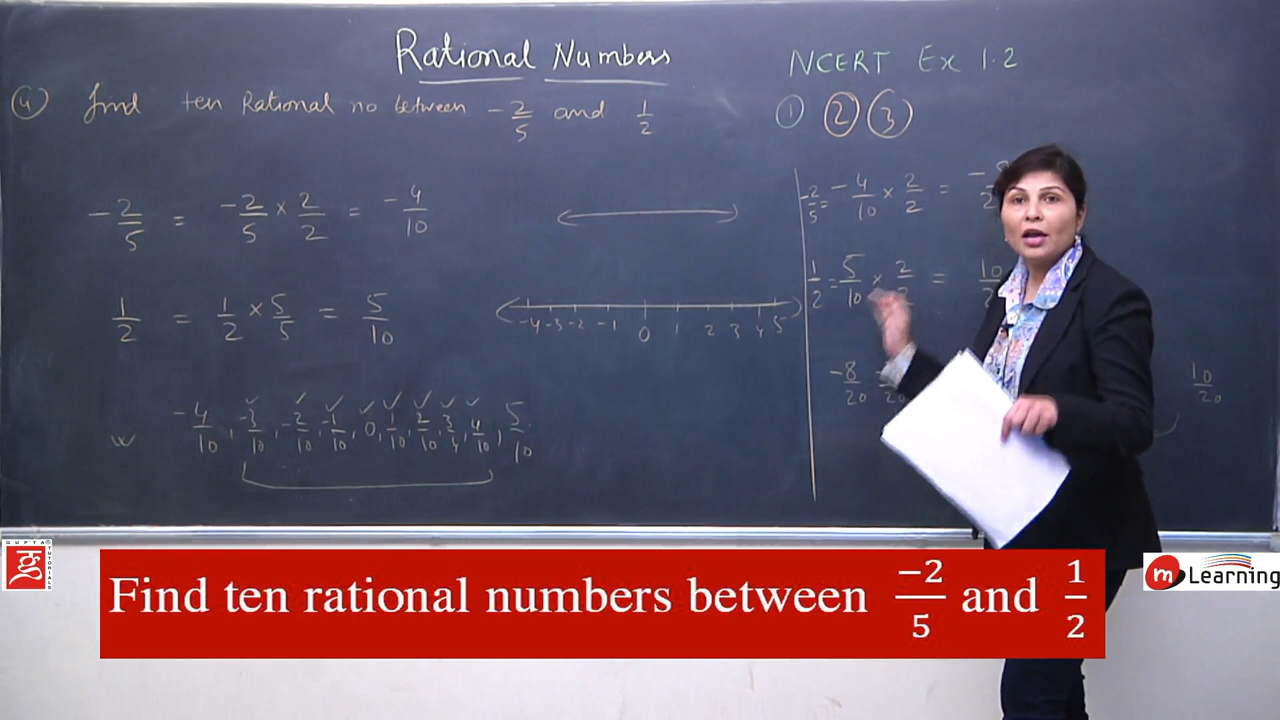 Rational Numbers
NCERT Ex 1.2
④ find ten Rational no between -2/5 and 1/2
① ② ③
-2/5 = -2/5 × 2/2 = -4/10
1/2 = 1/2 × 5/5 = 5/10
-4 -3 -2 -1 0 1 2 3 4 5
-4/10, -3/10, -2/10, -1/10, 0, 1/10, 2/10, 3/4, 4/10, 5/10
-2/5 = -4/10 × 2/2 =
1/2 = 5/10 × 2/2 =
-8/20
10/20
GUPTA TUTORIALS
Find ten rational numbers between -2/5 and 1/2
m Learning